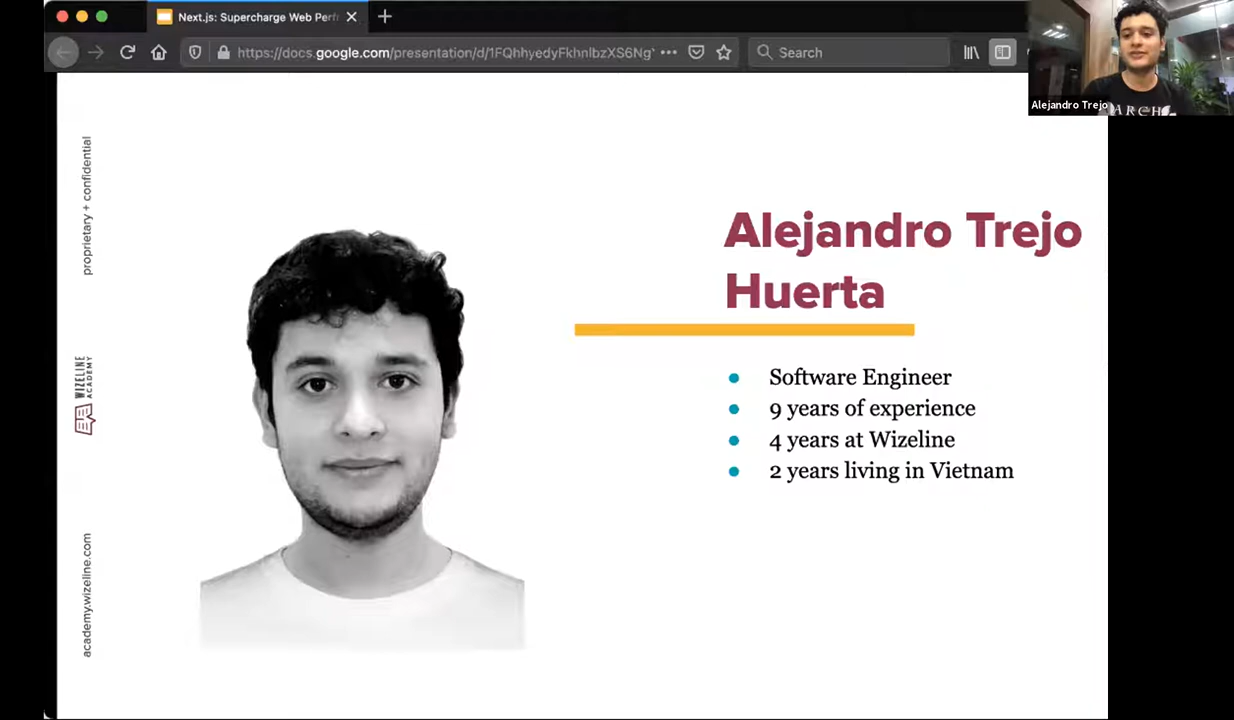 Next.js: Supercharge Web Perf
https://docs.google.com/presentation/d/1FQhhyedyFkhnlbzXS6Ng
Search
Alejandro Trejo
ARCH
proprietary + confidential
WIZELINE
ACADEMY
academy.wizeline.com
Alejandro Trejo
Huerta
Software Engineer
9 years of experience
4 years at Wizeline
2 years living in Vietnam